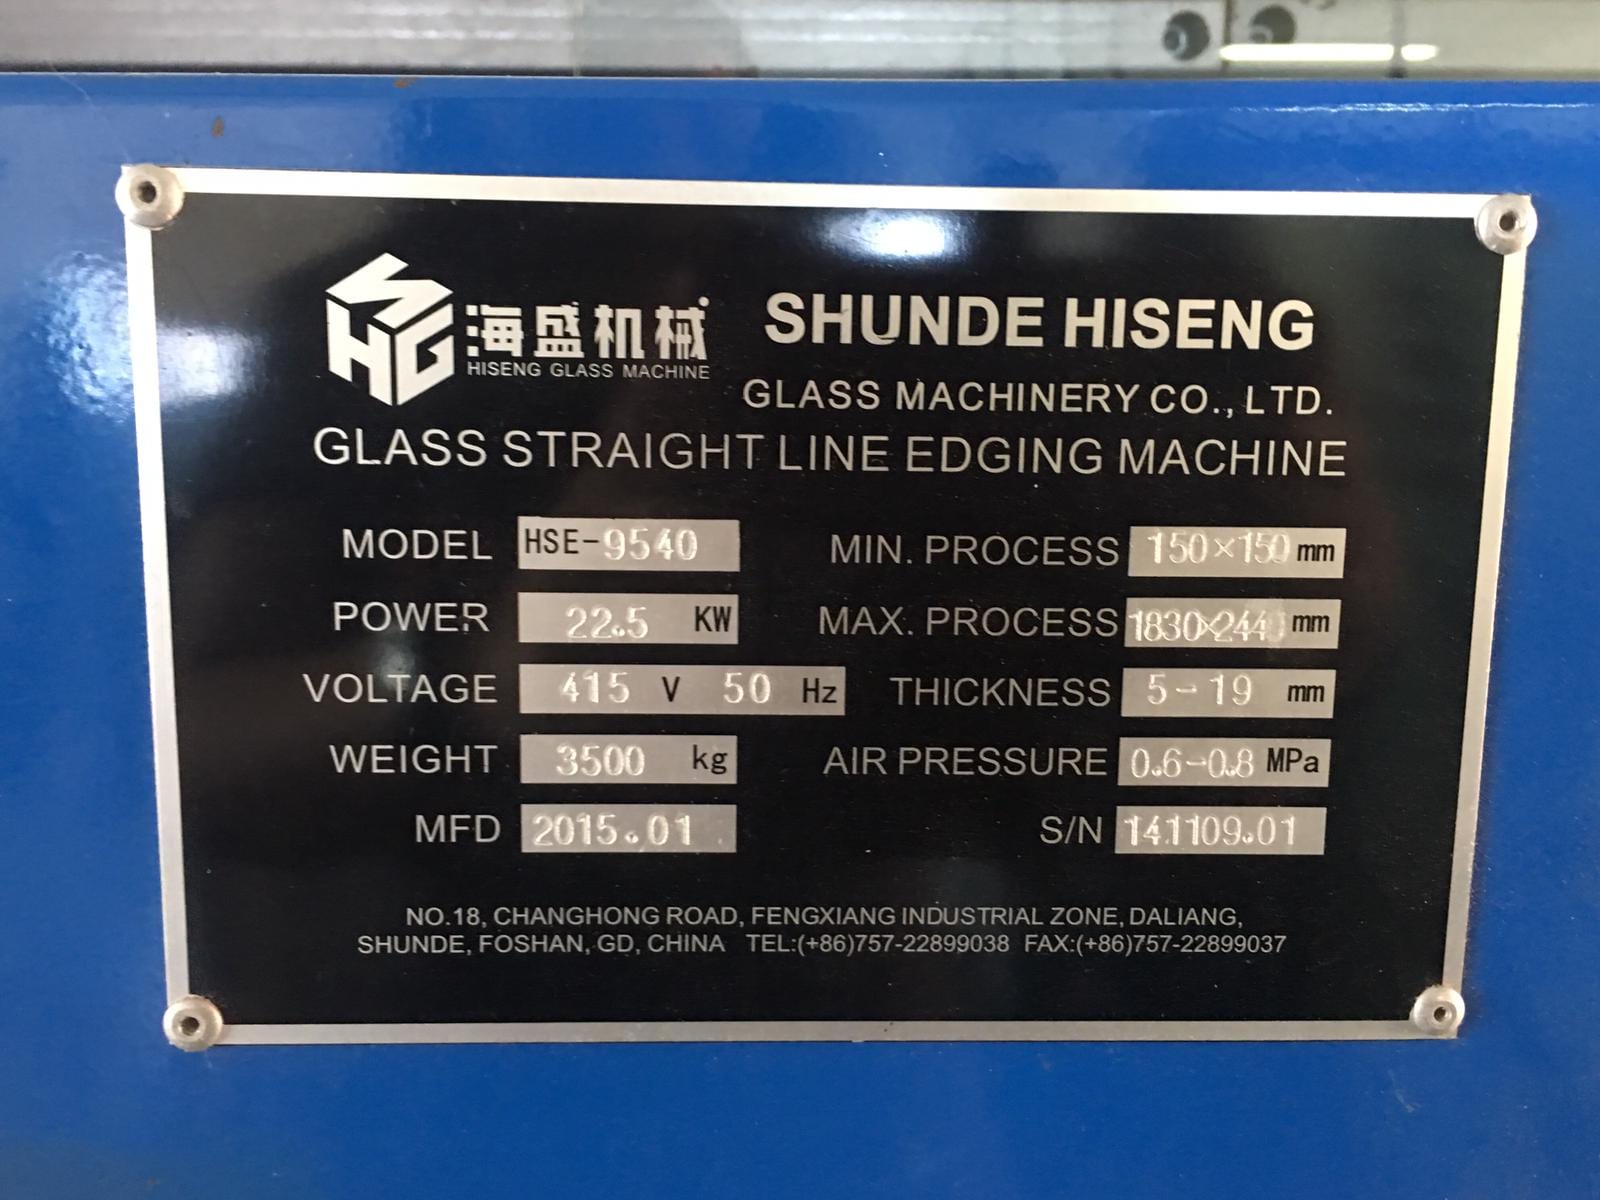 SHG 海盛机械 SHUNDE HISENG
HISENG GLASS MACHINE GLASS MACHINERY CO., LTD.
GLASS STRAIGHT LINE EDGING MACHINE
MODEL HSE-9540 MIN. PROCESS 150×150 mm
POWER 22.5 KW MAX. PROCESS 1830×2440 mm
VOLTAGE 415 V 50 Hz THICKNESS 5-19 mm
WEIGHT 3500 kg AIR PRESSURE 0.6-0.8 MPa
MFD 2015.01 S/N 141109.01
NO.18, CHANGHONG ROAD, FENGXIANG INDUSTRIAL ZONE, DALIANG,
SHUNDE, FOSHAN, GD, CHINA TEL:(+86)757-22899038 FAX:(+86)757-22899037